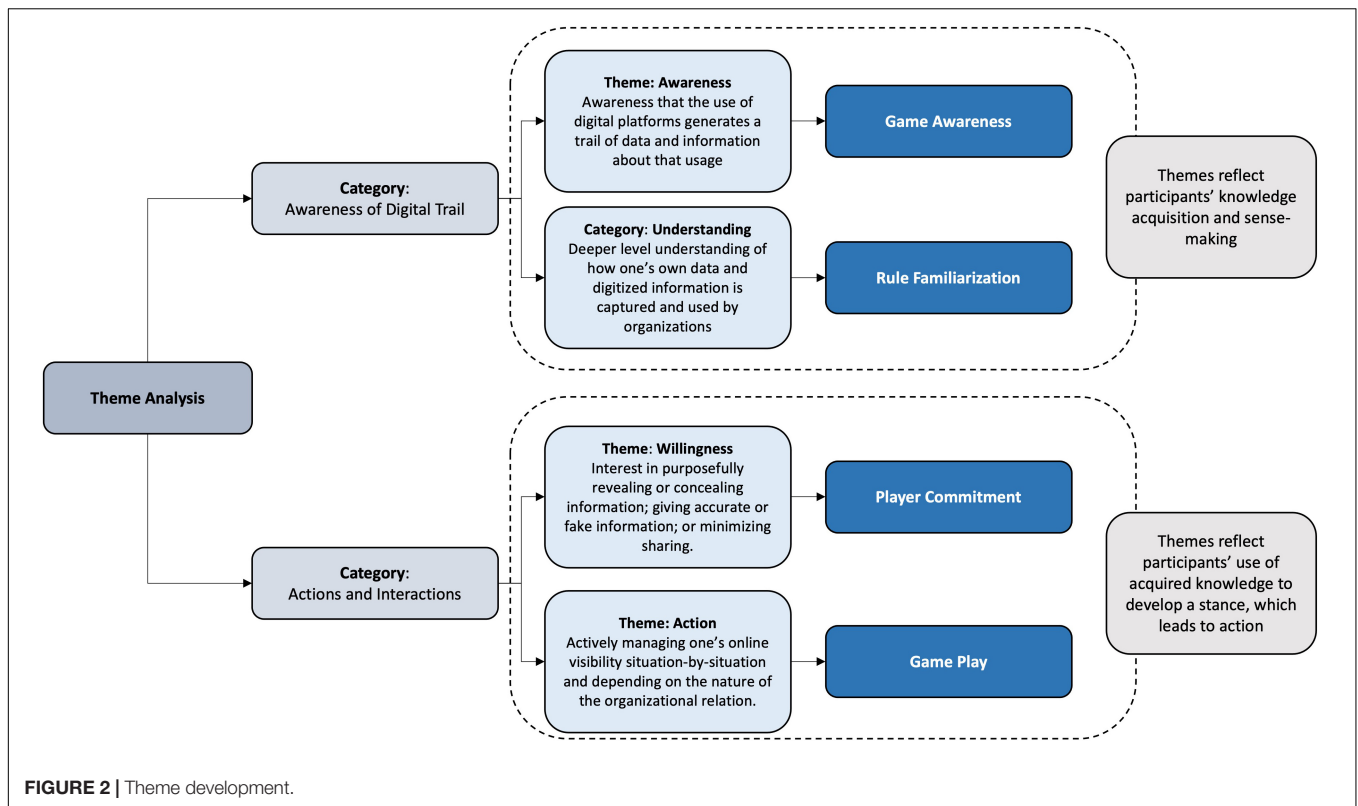 Theme Analysis
Category:
Awareness of Digital Trail
Theme: Awareness
Awareness that the use of
digital platforms generates a
trail of data and information
about that usage
Game Awareness
Category: Understanding
Deeper level understanding of
how one's own data and
digitized information is
captured and used by
organizations
Rule Familiarization
Themes reflect
participants' knowledge
acquisition and sense-
making
Category:
Actions and Interactions
Theme: Willingness
Interest in purposefully
revealing or concealing
information; giving accurate or
fake information; or minimizing
sharing.
Player Commitment
Theme: Action
Actively managing one's online
visibility situation-by-situation
and depending on the nature of
the organizational relation.
Game Play
Themes reflect
participants' use of
acquired knowledge to
develop a stance, which
leads to action
FIGURE 2 | Theme development.